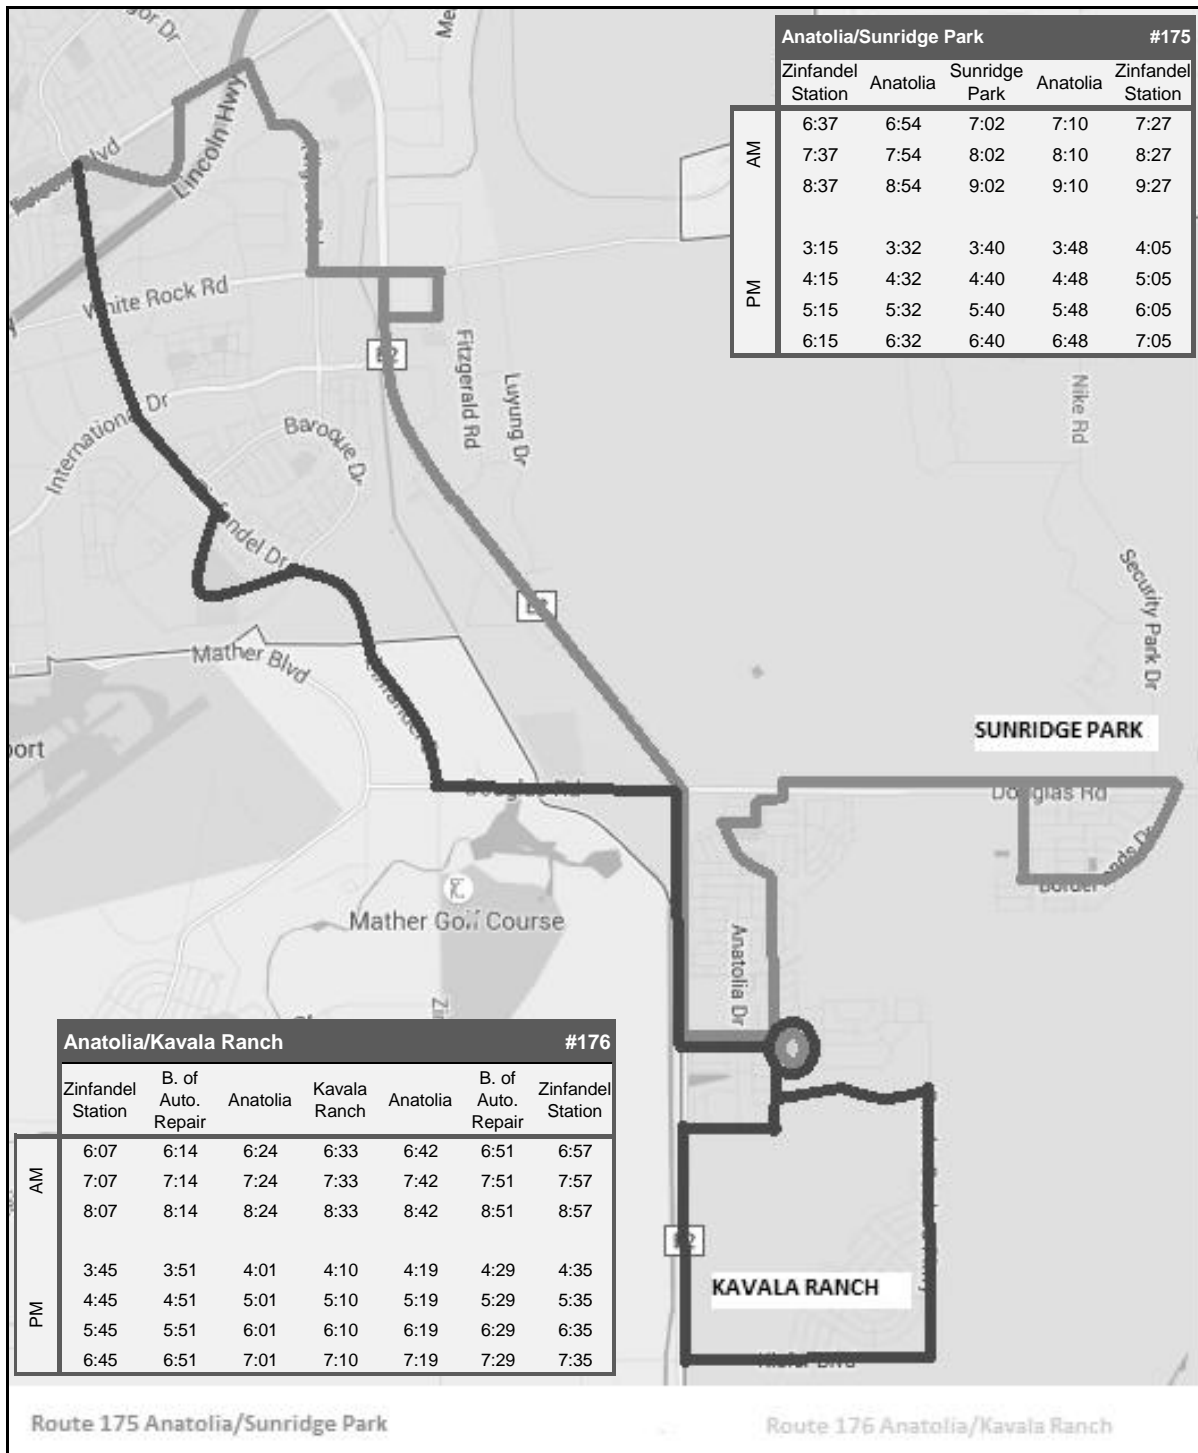 Anatolia/Sunridge Park #175
Zinfandel Station Anatolia Sunridge Park Anatolia Zinfandel Station
AM
6:37 6:54 7:02 7:10 7:27
7:37 7:54 8:02 8:10 8:27
8:37 8:54 9:02 9:10 9:27
PM
3:15 3:32 3:40 3:48 4:05
4:15 4:32 4:40 4:48 5:05
5:15 5:32 5:40 5:48 6:05
6:15 6:32 6:40 6:48 7:05
Lincoln Hwy
White Rock Rd
Fitzgerald Rd
Luyung Dr
Nike Rd
International Dr
Baroque Dr
Security Park Dr
Mather Blvd
SUNRIDGE PARK
Douglas Rd
Douglas Rd
Mather Golf Course
Anatolia Dr
Anatolia/Kavala Ranch #176
Zinfandel Station B. of Auto. Repair Anatolia Kavala Ranch Anatolia B. of Auto. Repair Zinfandel Station
AM
6:07 6:14 6:24 6:33 6:42 6:51 6:57
7:07 7:14 7:24 7:33 7:42 7:51 7:57
8:07 8:14 8:24 8:33 8:42 8:51 8:57
PM
3:45 3:51 4:01 4:10 4:19 4:29 4:35
4:45 4:51 5:01 5:10 5:19 5:29 5:35
5:45 5:51 6:01 6:10 6:19 6:29 6:35
6:45 6:51 7:01 7:10 7:19 7:29 7:35
KAVALA RANCH
Route 175 Anatolia/Sunridge Park
Route 176 Anatolia/Kavala Ranch